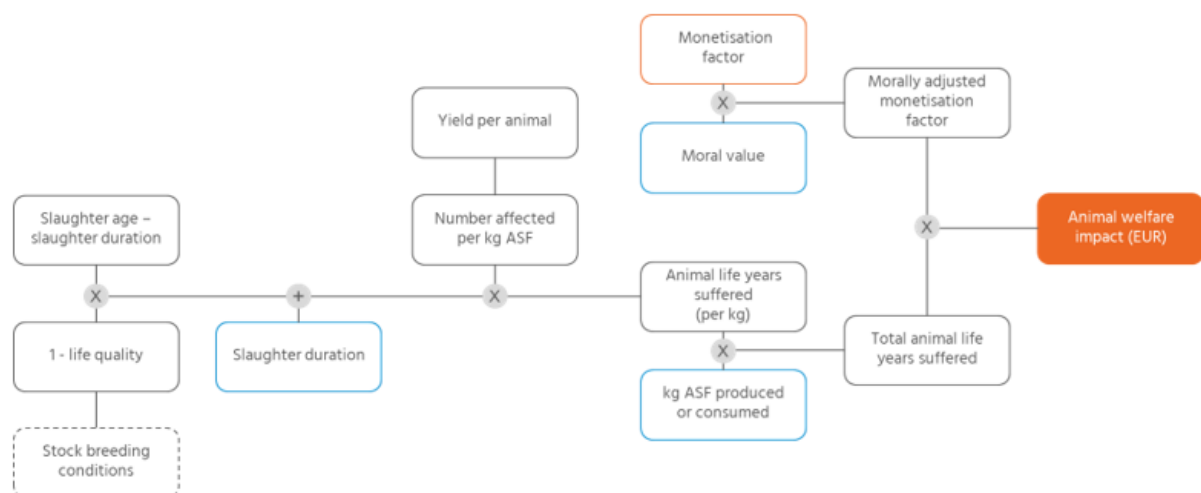 Monetisation
factor
X
Moral value
Morally adjusted
monetisation
factor
Yield per animal
Number affected
per kg ASF
Slaughter age –
slaughter duration
X
1 - life quality
Stock breeding
conditions
+
Slaughter duration
X
Animal life years
suffered
(per kg)
X
kg ASF produced
or consumed
Total animal life
years suffered
X
Animal welfare
impact (EUR)